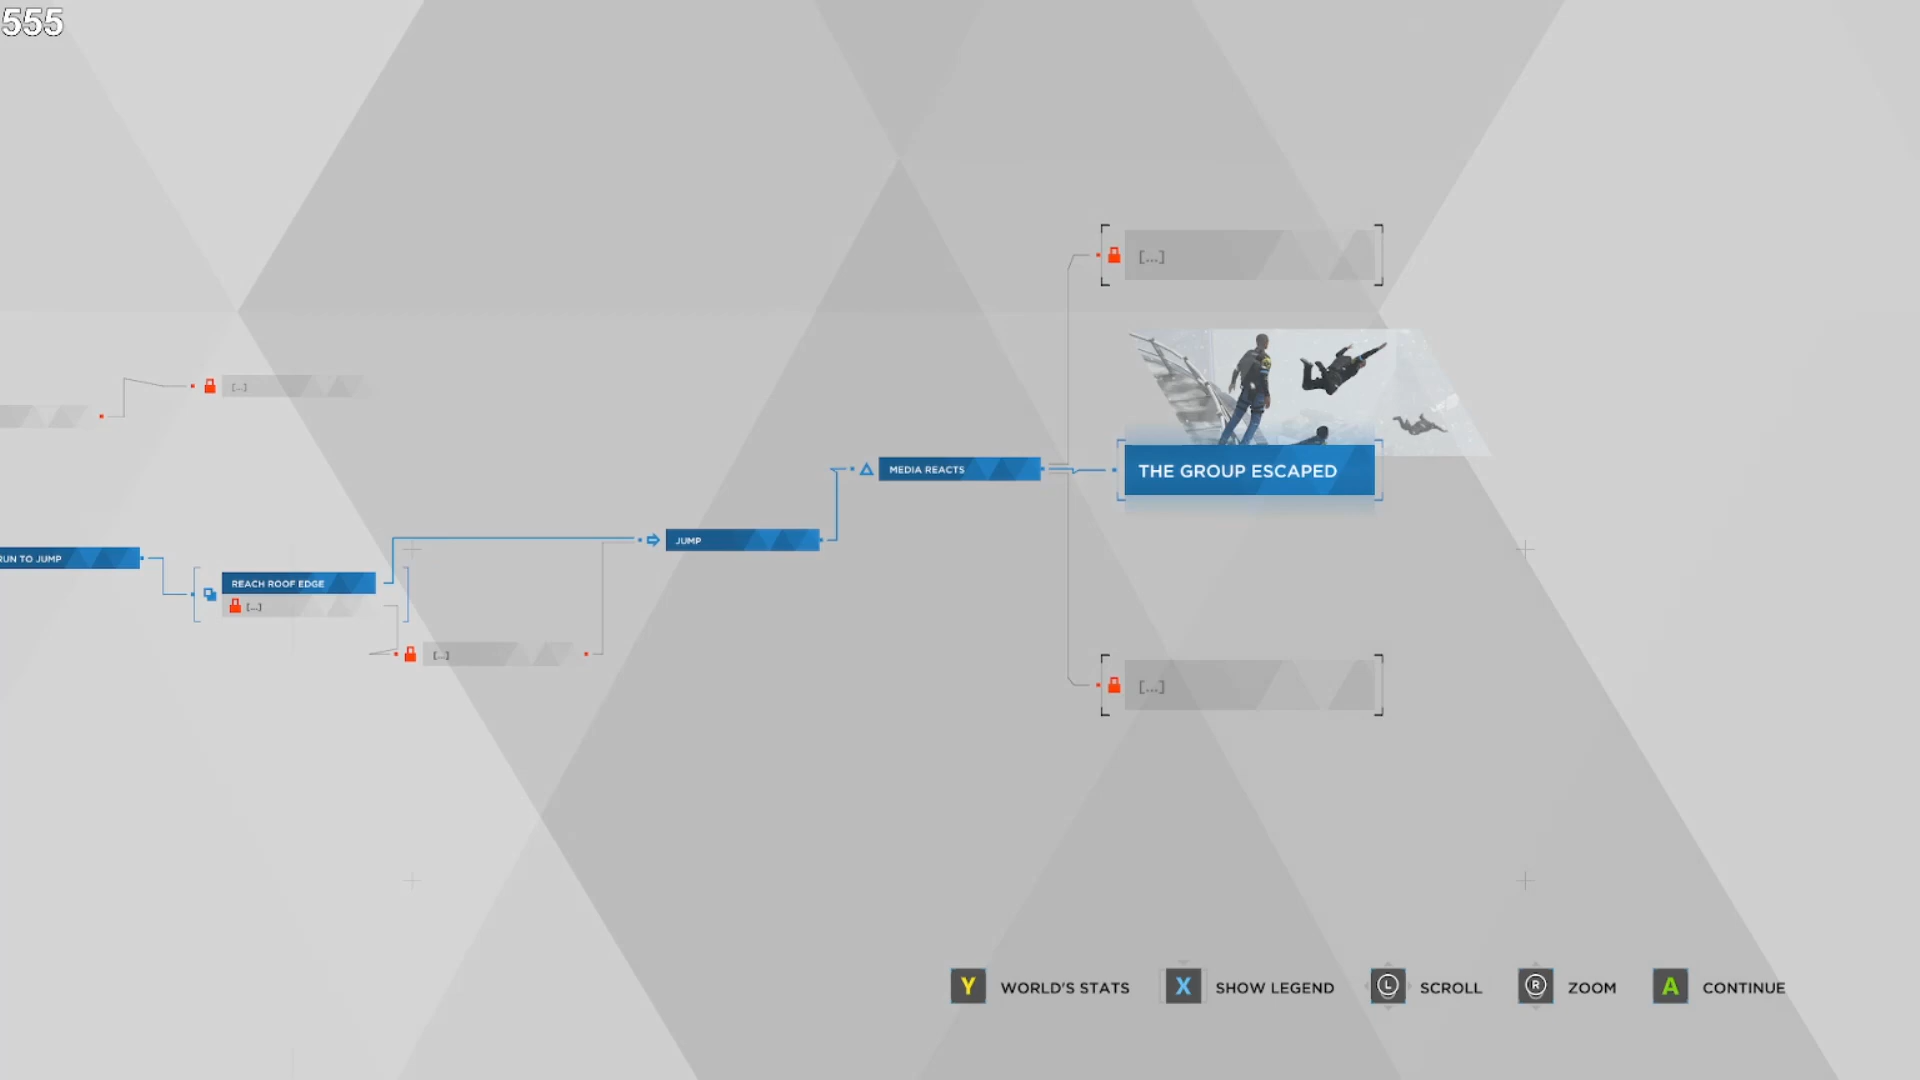 555
[...]
[...]
THE GROUP ESCAPED
MEDIA REACTS
JUMP
RUN TO JUMP
REACH ROOF EDGE
[...]
[...]
[...]
Y WORLD'S STATS
X SHOW LEGEND
L SCROLL
R ZOOM
A CONTINUE